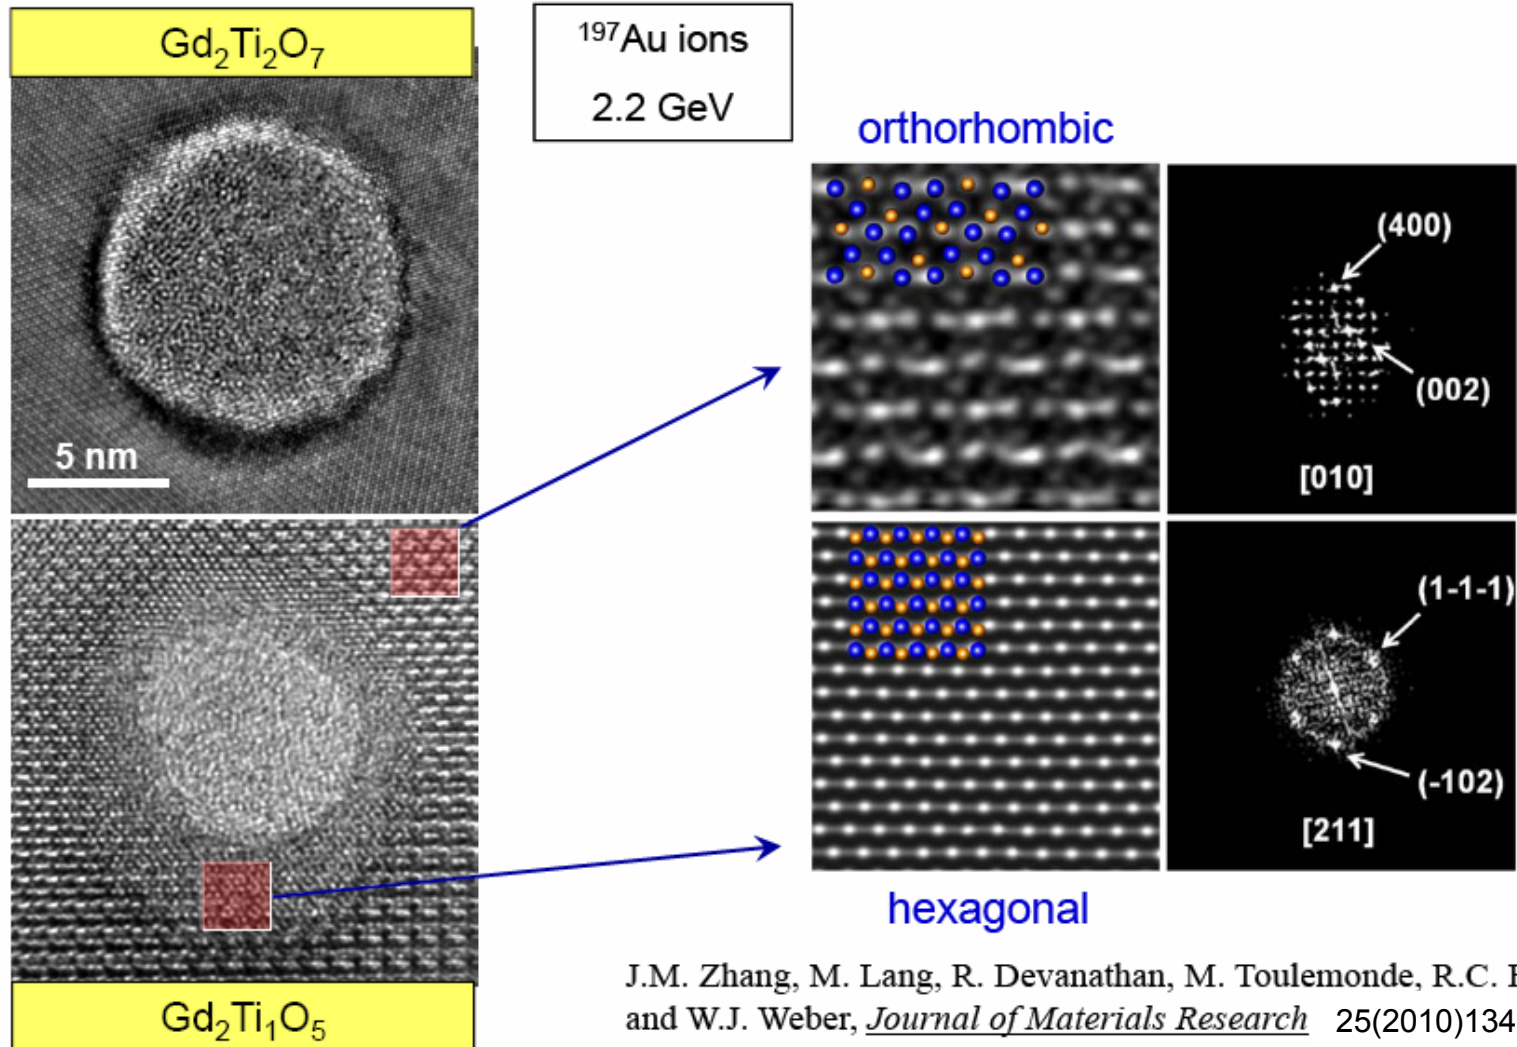 Gd₂Ti₂O₇
¹⁹⁷Au ions
2.2 GeV
orthorhombic
(400)
(002)
[010]
5 nm
(1-1-1)
(-102)
[211]
hexagonal
Gd₂Ti₁O₅
J.M. Zhang, M. Lang, R. Devanathan, M. Toulemonde, R.C.
and W.J. Weber, Journal of Materials Research 25(2010)134